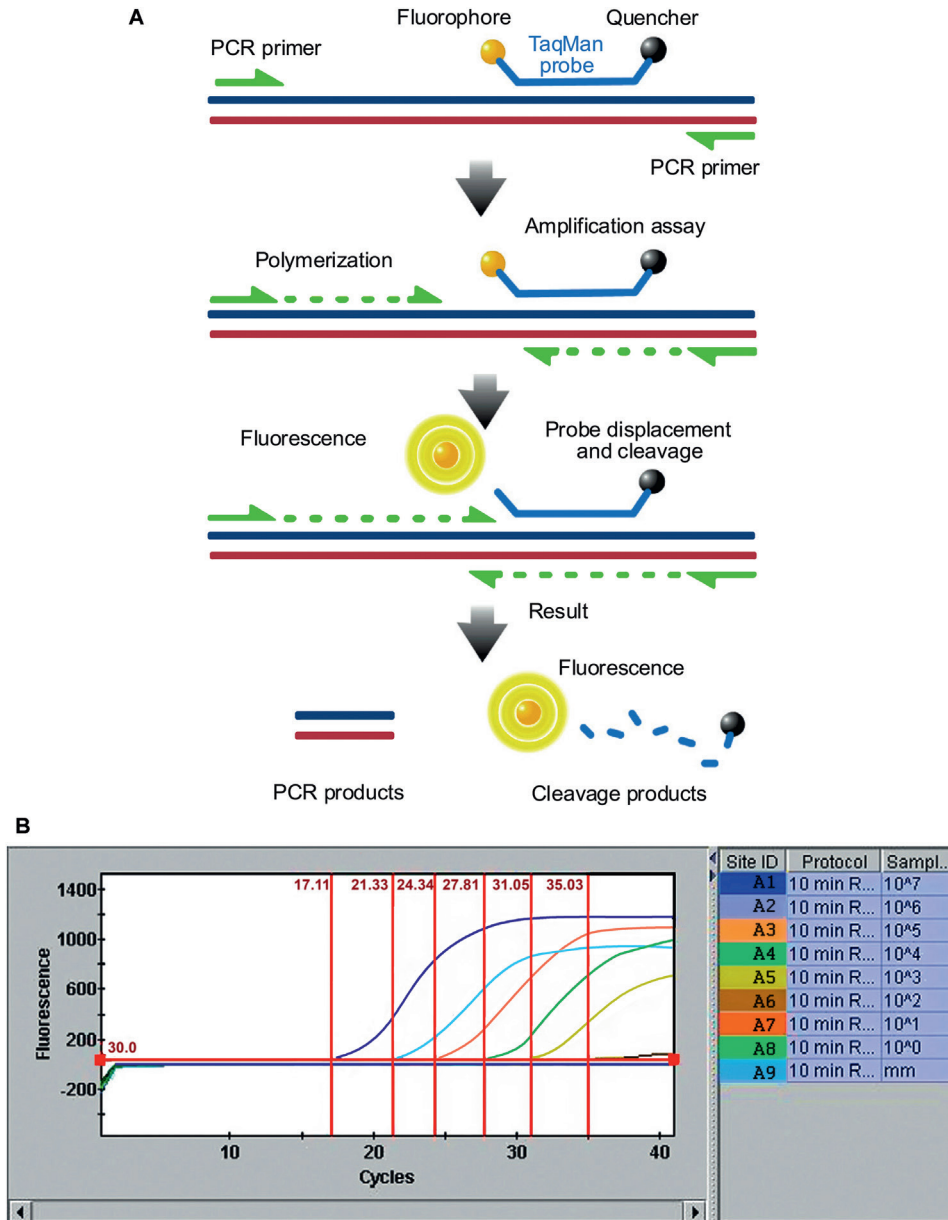 A
Fluorophore
Quencher
PCR primer
TaqMan
probe
PCR primer
Amplification assay
Polymerization
Fluorescence
Probe displacement
and cleavage
Result
Fluorescence
PCR products
Cleavage products
B
17.11 21.33 24.34 27.81 31.05 35.03
1400
1000
600
200
-200
30.0
Fluorescence
10 20 30 40
Cycles
Site ID Protocol Sampl...
A1 10 min R... 10^7
A2 10 min R... 10^6
A3 10 min R... 10^5
A4 10 min R... 10^4
A5 10 min R... 10^3
A6 10 min R... 10^2
A7 10 min R... 10^1
A8 10 min R... 10^0
A9 10 min R... mm